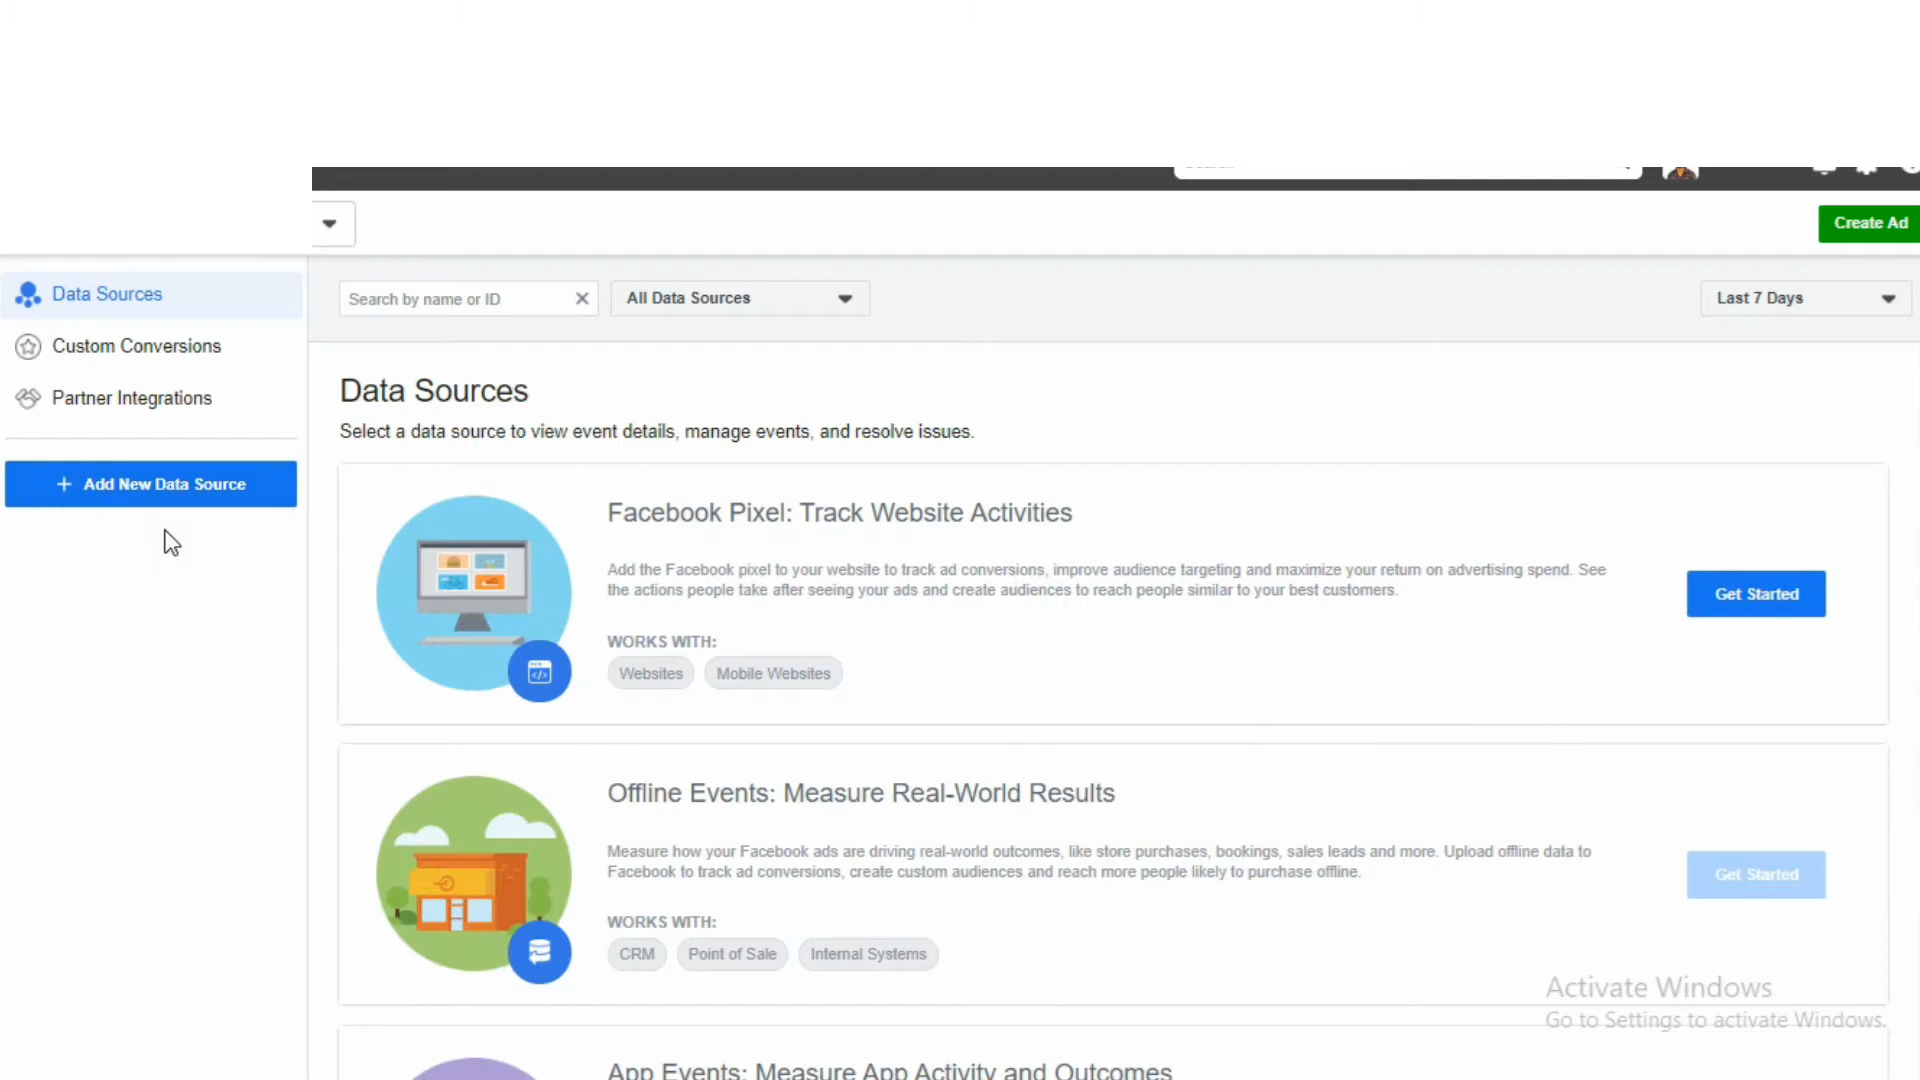 Create Ad
Data Sources
Custom Conversions
Partner Integrations
+ Add New Data Source
Search by name or ID
All Data Sources
Last 7 Days
Data Sources
Select a data source to view event details, manage events, and resolve issues.
Facebook Pixel: Track Website Activities
Add the Facebook pixel to your website to track ad conversions, improve audience targeting and maximize your return on advertising spend. See
the actions people take after seeing your ads and create audiences to reach people similar to your best customers.
Get Started
WORKS WITH:
Websites
Mobile Websites
Offline Events: Measure Real-World Results
Measure how your Facebook ads are driving real-world outcomes, like store purchases, bookings, sales leads and more. Upload offline data to
Facebook to track ad conversions, create custom audiences and reach more people likely to purchase offline.
Get Started
WORKS WITH:
CRM
Point of Sale
Internal Systems
Activate Windows
Go to Settings to activate Windows.
App Events: Measure App Activity and Outcomes